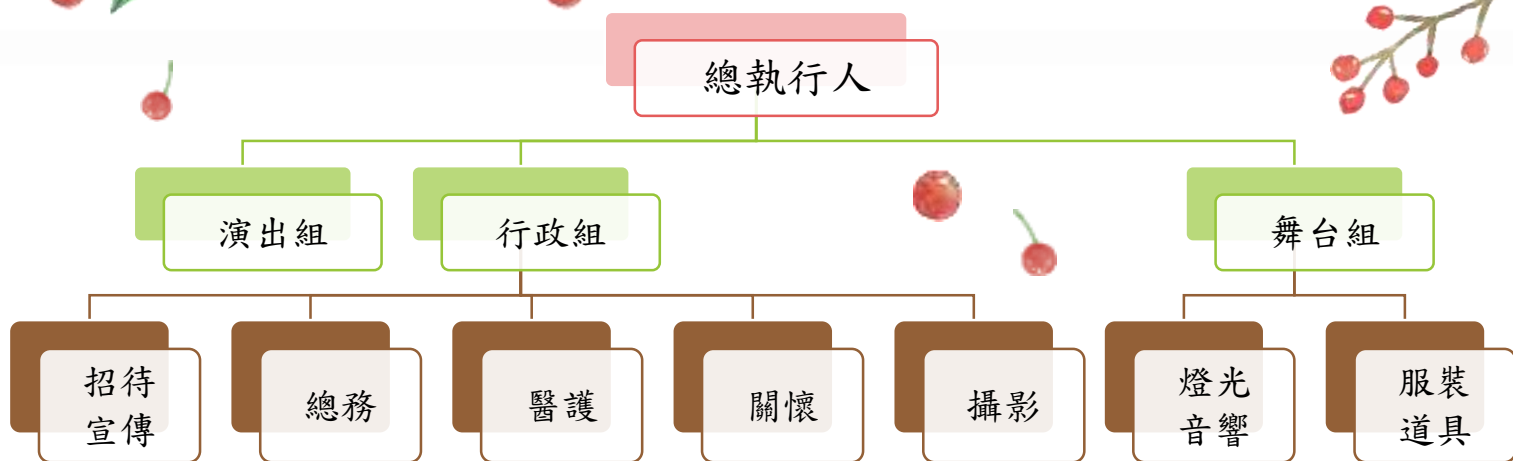 總執行人
演出組
行政組
舞台組
招待
宣傳
總務
醫護
關懷
攝影
燈光
音響
服裝
道具